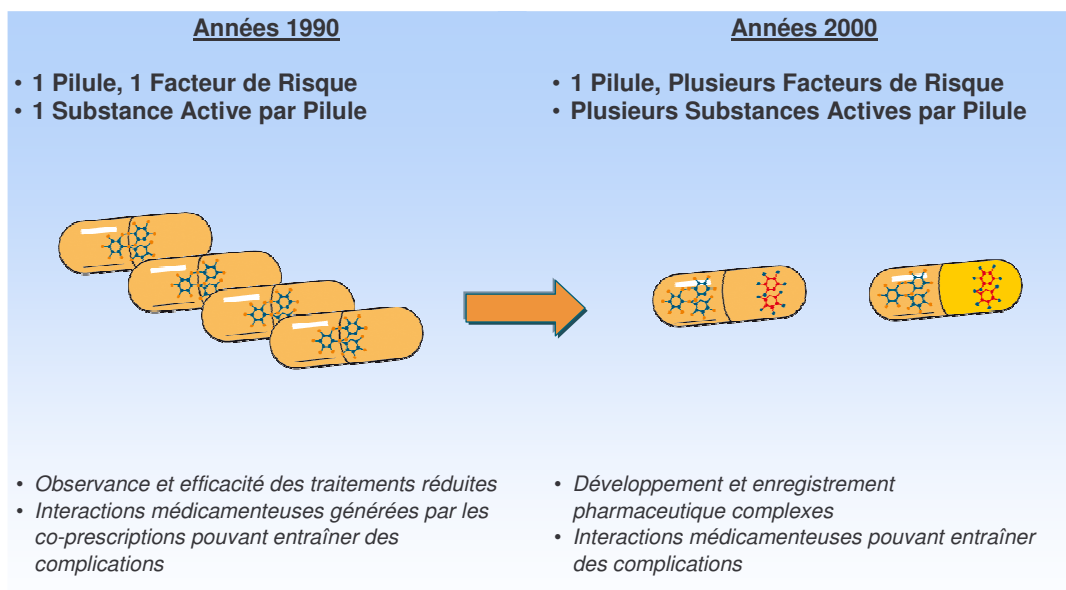 Années 1990
• 1 Pilule, 1 Facteur de Risque
• 1 Substance Active par Pilule
• Observance et efficacité des traitements réduites
• Interactions médicamenteuses générées par les
co-prescriptions pouvant entraîner des
complications
Années 2000
• 1 Pilule, Plusieurs Facteurs de Risque
• Plusieurs Substances Actives par Pilule
• Développement et enregistrement
pharmaceutique complexes
• Interactions médicamenteuses pouvant entraîner
des complications